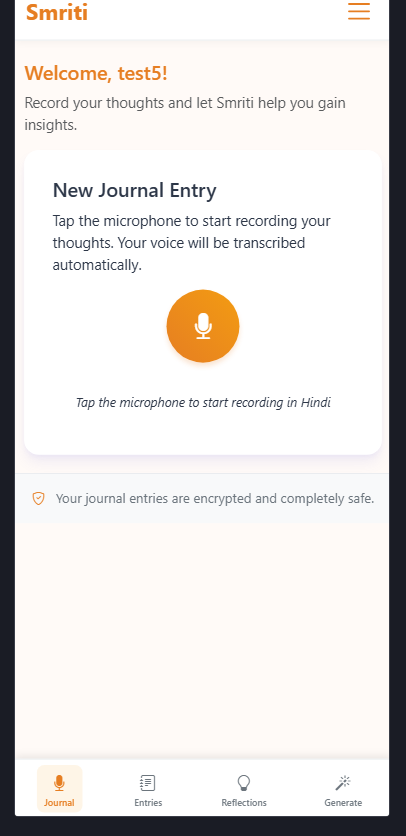 Smriti
Welcome, test5!
Record your thoughts and let Smriti help you gain
insights.
New Journal Entry
Tap the microphone to start recording your
thoughts. Your voice will be transcribed
automatically.
Tap the microphone to start recording in Hindi
Your journal entries are encrypted and completely safe.
Journal Entries Reflections Generate